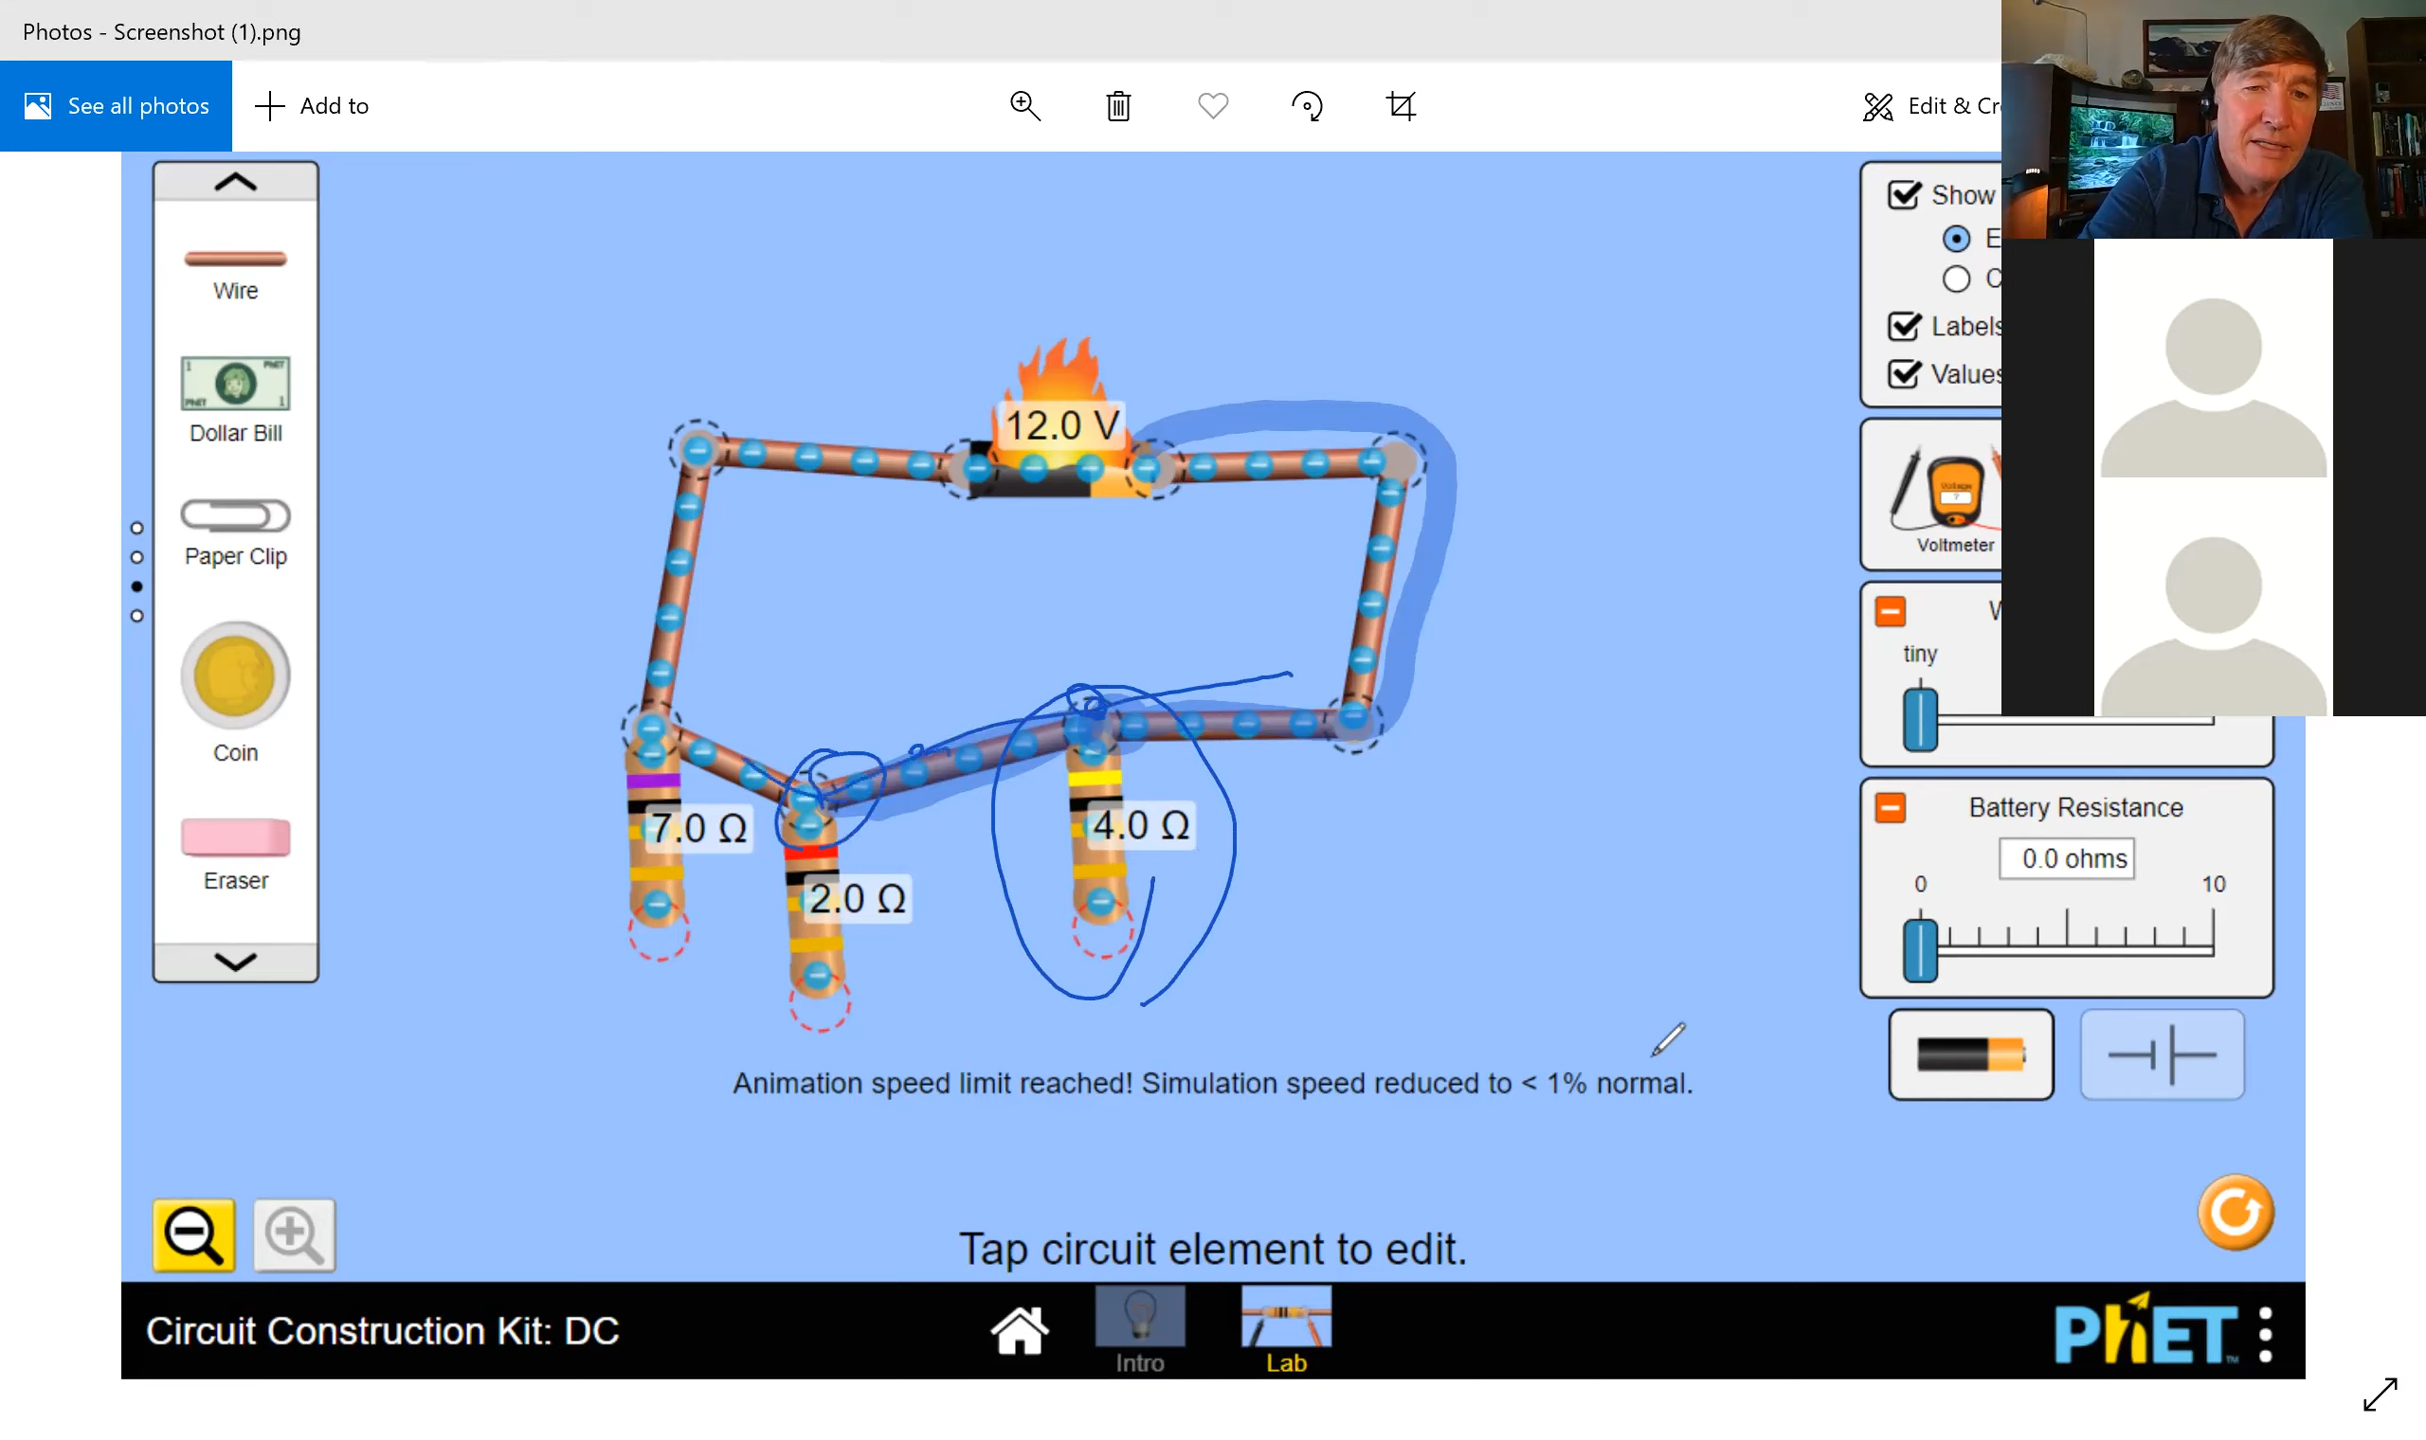 Photos - Screenshot (1).png
See all photos
Add to
Edit & Cr
Wire
Dollar Bill
Paper Clip
Coin
Eraser
12.0 V
7.0 Ω
2.0 Ω
4.0 Ω
Animation speed limit reached! Simulation speed reduced to < 1% normal.
Show
E
C
Labels
Values
Voltage
?
Voltmeter
tiny
Battery Resistance
0.0 ohms
0
10
Tap circuit element to edit.
Circuit Construction Kit: DC
Intro
Lab
PhET